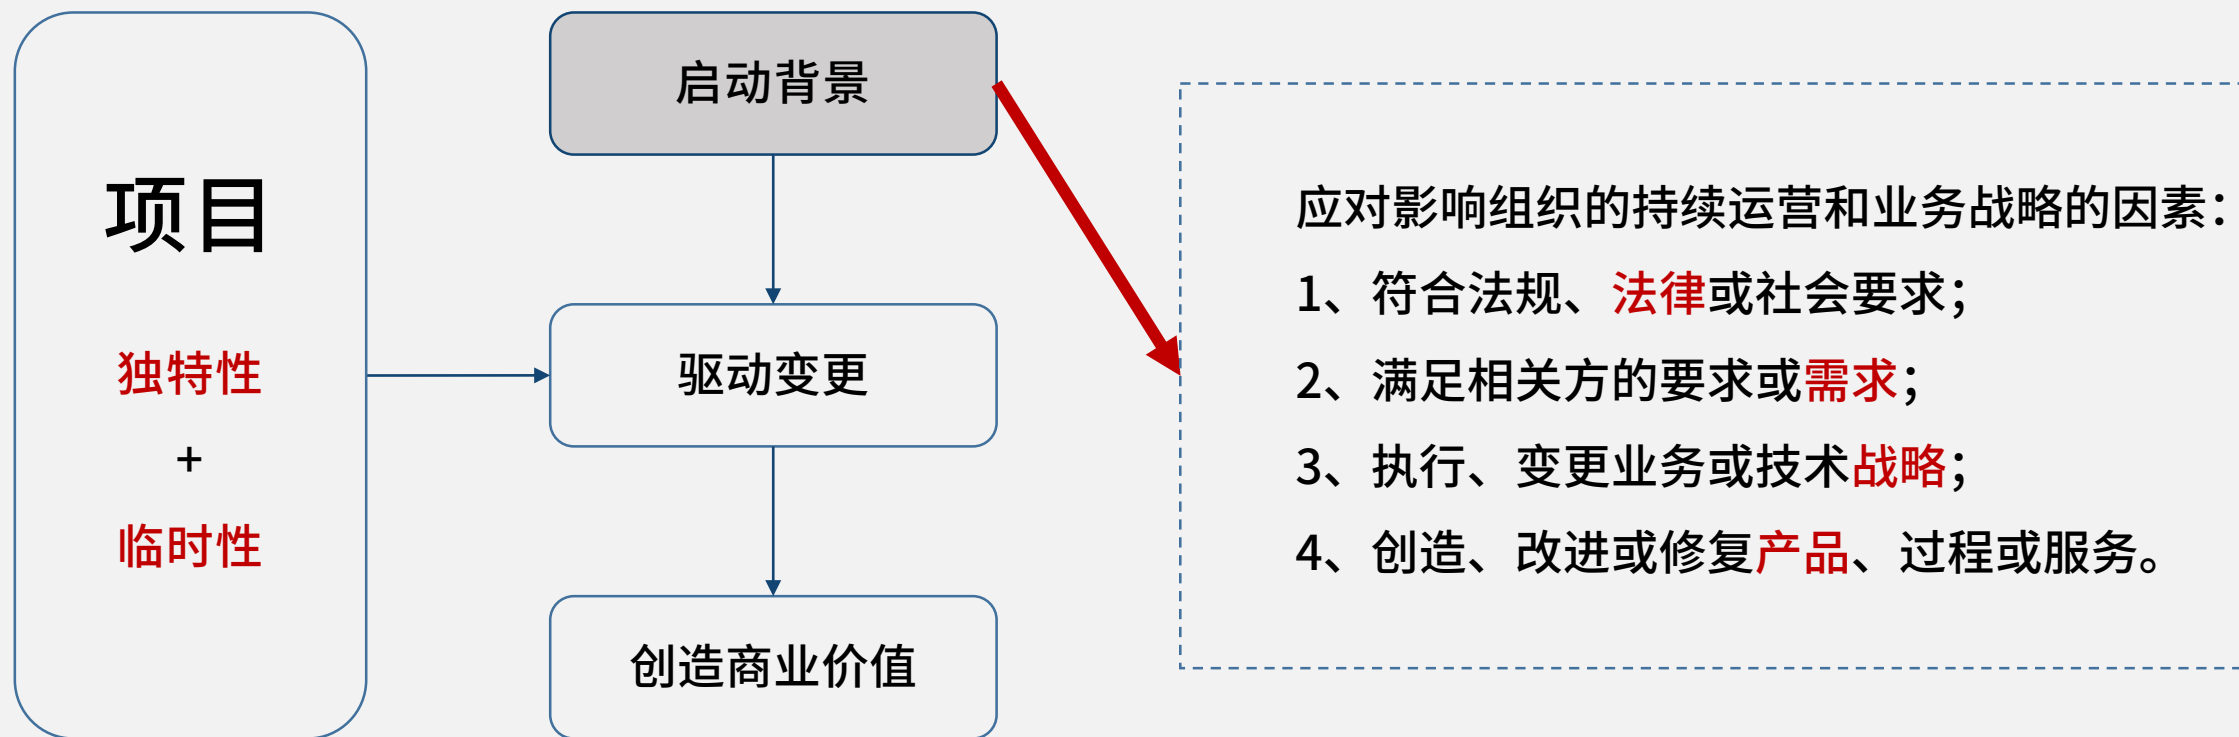 项目
独特性
+
临时性
启动背景
驱动变更
创造商业价值
应对影响组织的持续运营和业务战略的因素：
1、符合法规、法律或社会要求；
2、满足相关方的要求或需求；
3、执行、变更业务或技术战略；
4、创造、改进或修复产品、过程或服务。